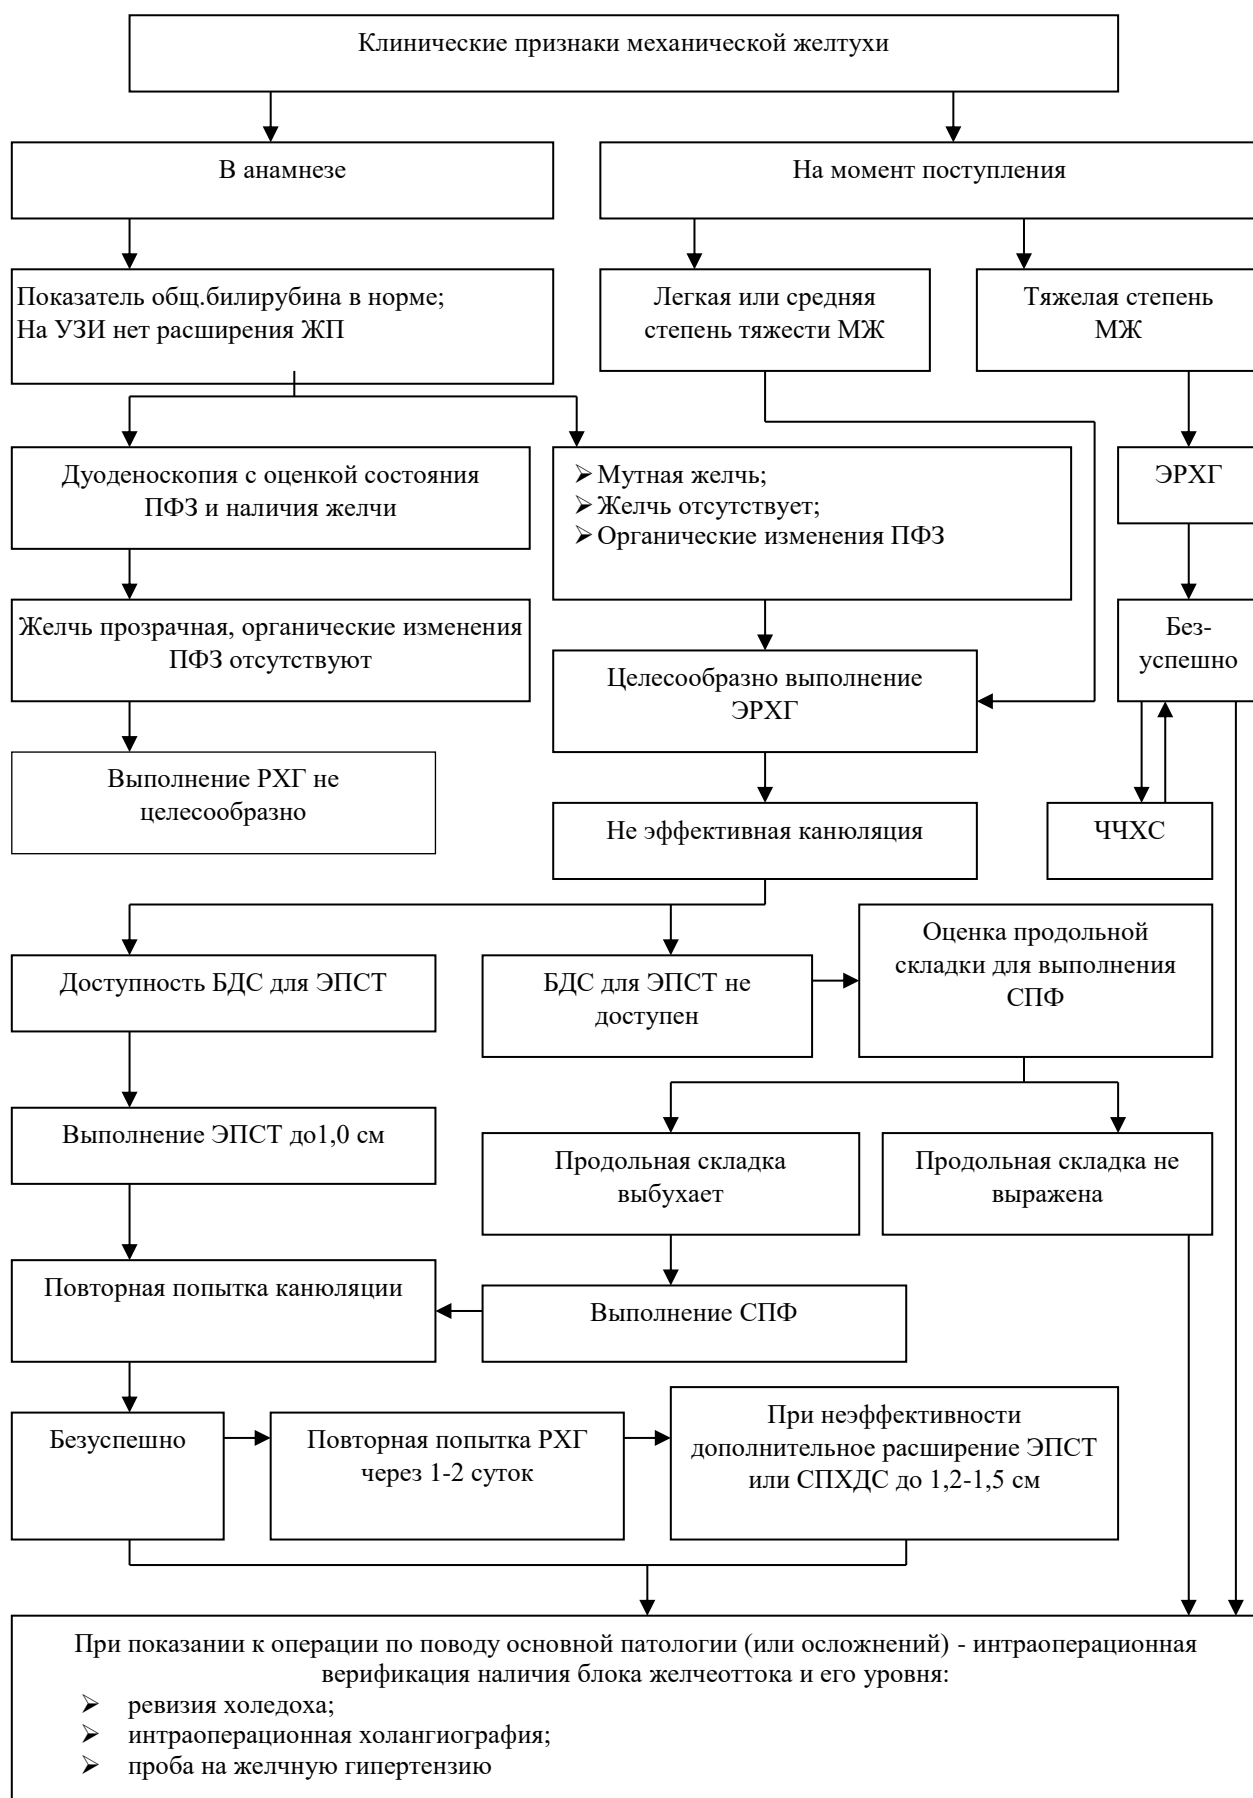 Клинические признаки механической желтухи
В анамнезе
На момент поступления
Показатель общ.билирубина в норме;
На УЗИ нет расширения ЖП
Легкая или средняя
степень тяжести МЖ
Тяжелая степень
МЖ
Дуоденоскопия с оценкой состояния
ПФЗ и наличия желчи
➢ Мутная желчь;
➢ Желчь отсутствует;
➢ Органические изменения ПФЗ
ЭРХГ
Желчь прозрачная, органические изменения
ПФЗ отсутствуют
Без-
успешно
Целесообразно выполнение
ЭРХГ
Выполнение РХГ не
целесообразно
Не эффективная канюляция
ЧЧХС
Оценка продольной
складки для выполнения
СПФ
Доступность БДС для ЭПСТ
БДС для ЭПСТ не
доступен
Выполнение ЭПСТ до1,0 см
Продольная складка
выбухает
Продольная складка не
выражена
Повторная попытка канюляции
Выполнение СПФ
Безуспешно
Повторная попытка РХГ
через 1-2 суток
При неэффективности
дополнительное расширение ЭПСТ
или СПХДС до 1,2-1,5 см
При показании к операции по поводу основной патологии (или осложнений) - интраоперационная
верификация наличия блока желчеоттока и его уровня:
➢ ревизия холедоха;
➢ интраоперационная холангиография;
➢ проба на желчную гипертензию